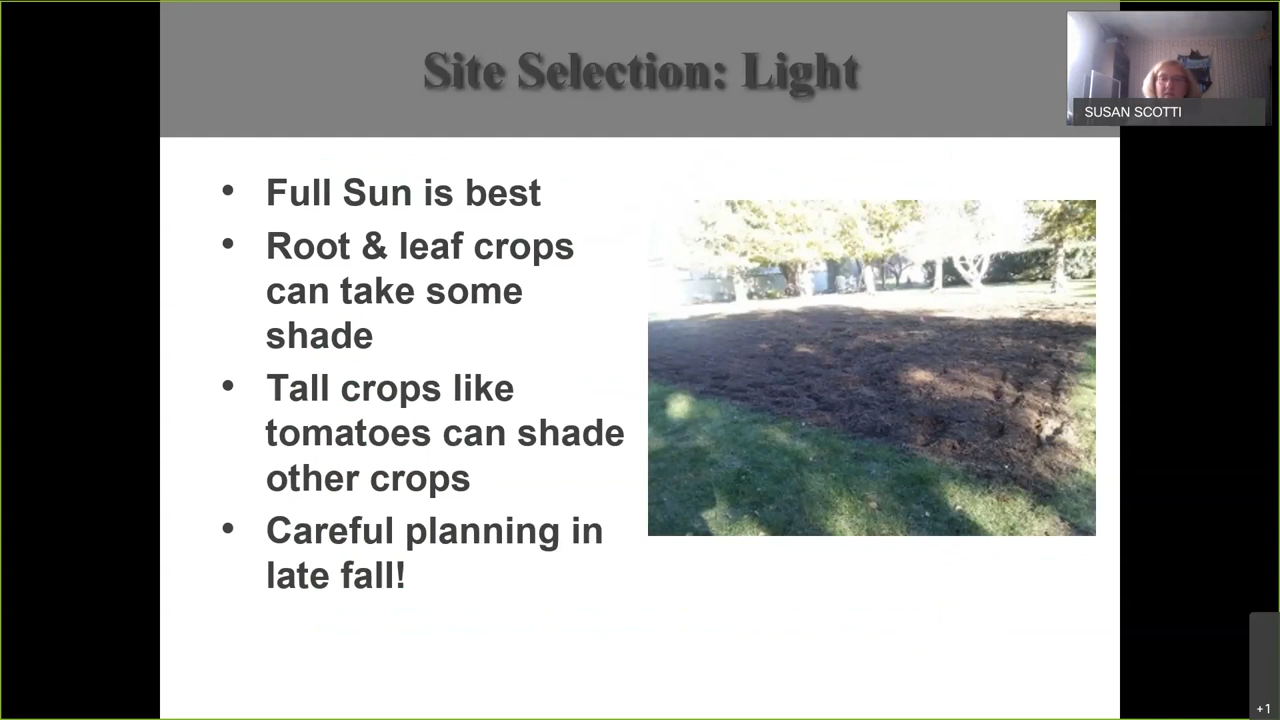 Site Selection: Light
SUSAN SCOTTI
• Full Sun is best
• Root & leaf crops
can take some
shade
• Tall crops like
tomatoes can shade
other crops
• Careful planning in
late fall!
+1